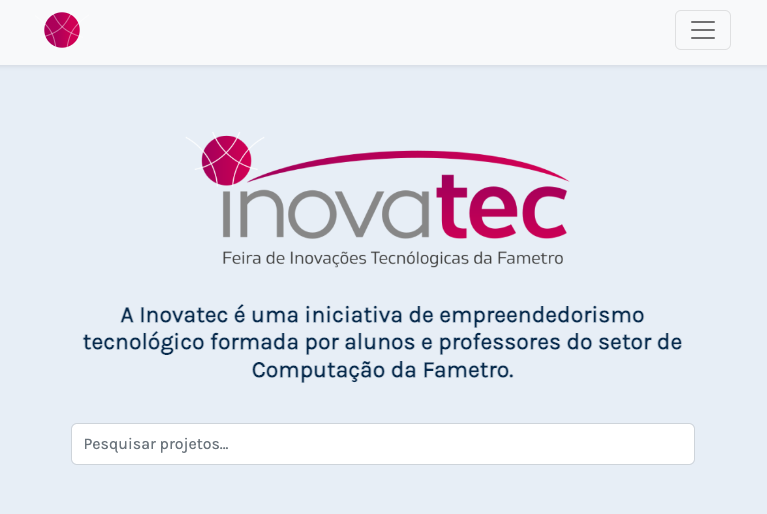 inovatec
Feira de Inovações Tecnólogicas da Fametro
A Inovatec é uma iniciativa de empreendedorismo
tecnológico formada por alunos e professores do setor de
Computação da Fametro.
Pesquisar projetos...